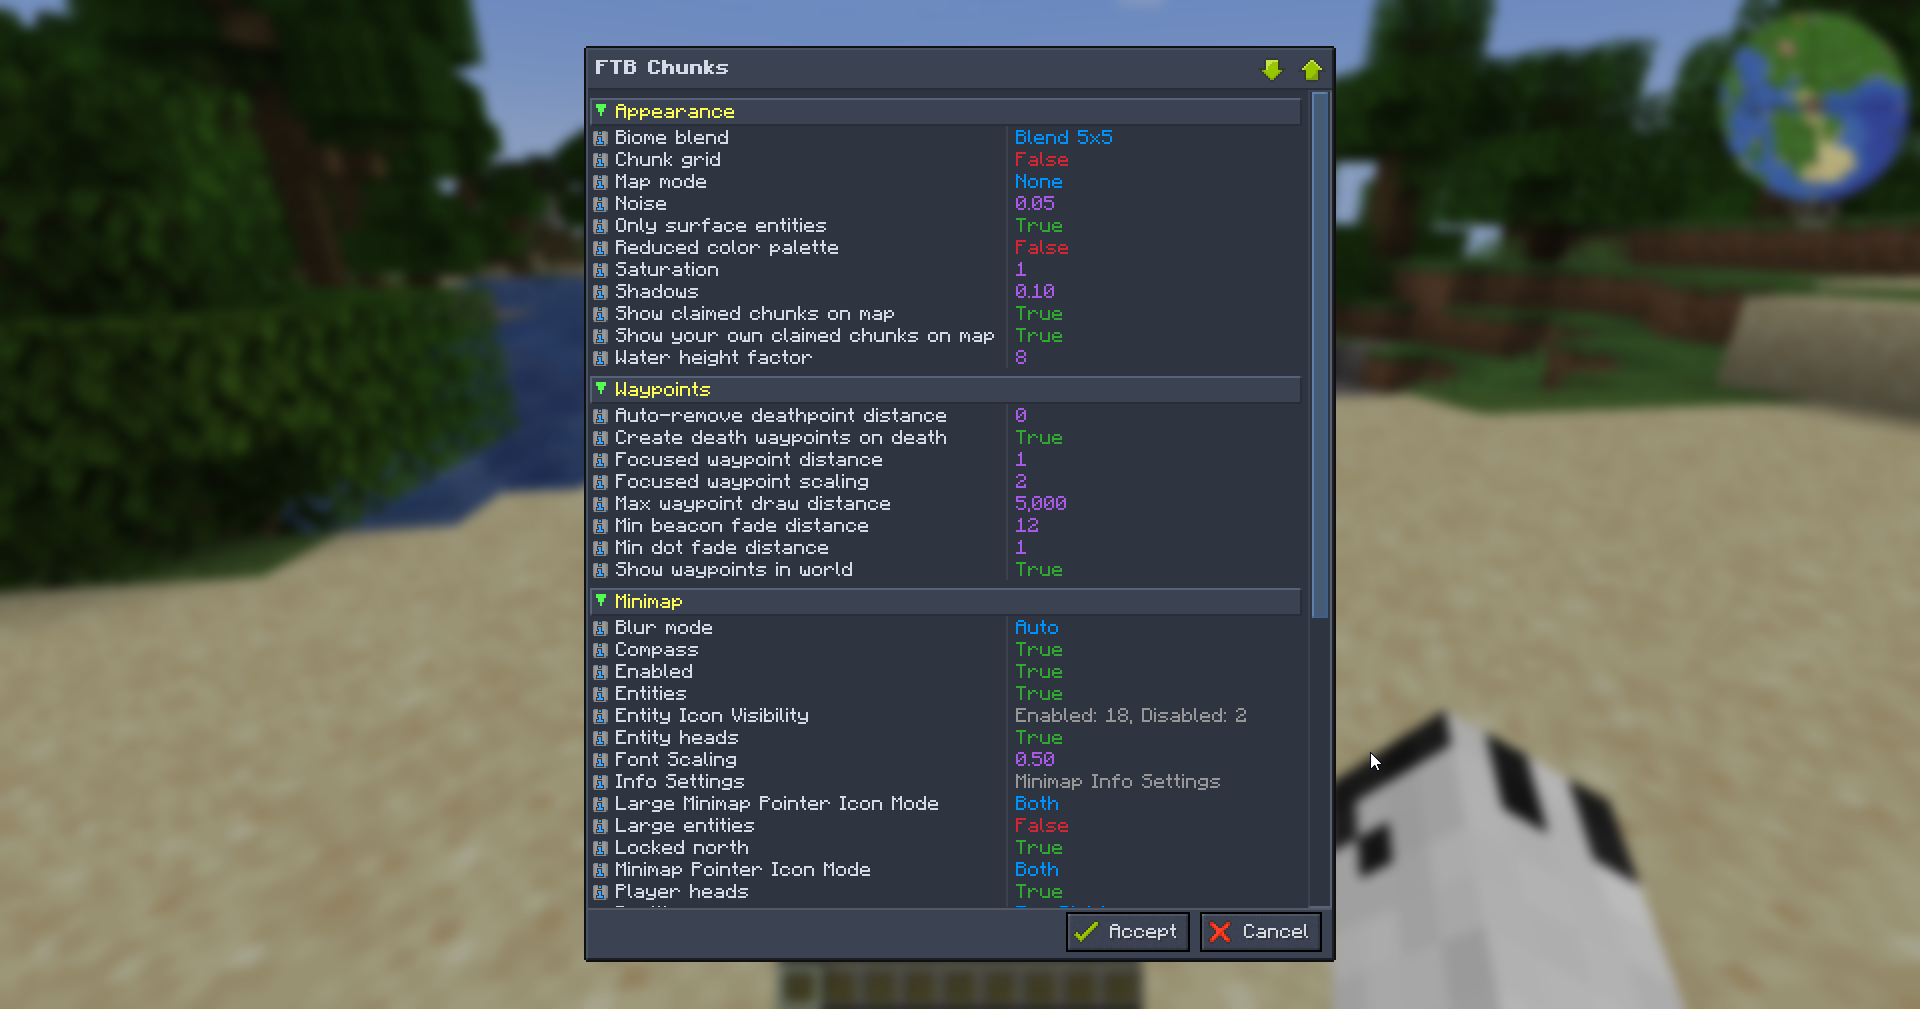 FTB Chunks
Appearance
Biome blend Blend 5x5
Chunk grid False
Map mode None
Noise 0.05
Only surface entities True
Reduced color palette False
Saturation 1
Shadows 0.10
Show claimed chunks on map True
Show your own claimed chunks on map True
Water height factor 8
Waypoints
Auto-remove deathpoint distance 0
Create death waypoints on death True
Focused waypoint distance 1
Focused waypoint scaling 2
Max waypoint draw distance 5,000
Min beacon fade distance 12
Min dot fade distance 1
Show waypoints in world True
Minimap
Blur mode Auto
Compass True
Enabled True
Entities True
Entity Icon Visibility Enabled: 18, Disabled: 2
Entity heads True
Font Scaling 0.50
Info Settings Minimap Info Settings
Large Minimap Pointer Icon Mode Both
Large entities False
Locked north True
Minimap Pointer Icon Mode Both
Player heads True
Accept Cancel